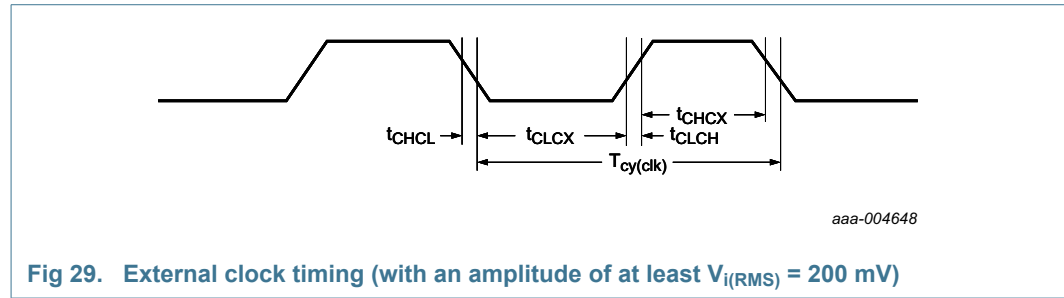 tCHCX
tCHCL tCLCX tCLCH
Tcy(clk)
aaa-004648
Fig 29. External clock timing (with an amplitude of at least Vi(RMS) = 200 mV)